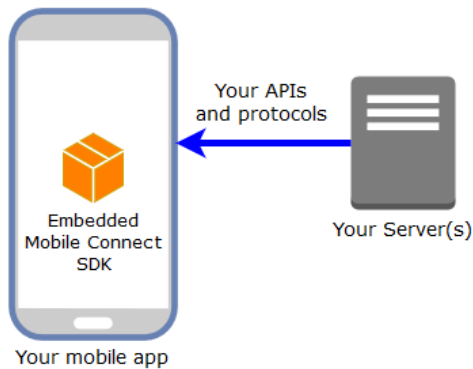 Your APIs
and protocols
Embedded
Mobile Connect
SDK
Your Server(s)
Your mobile app